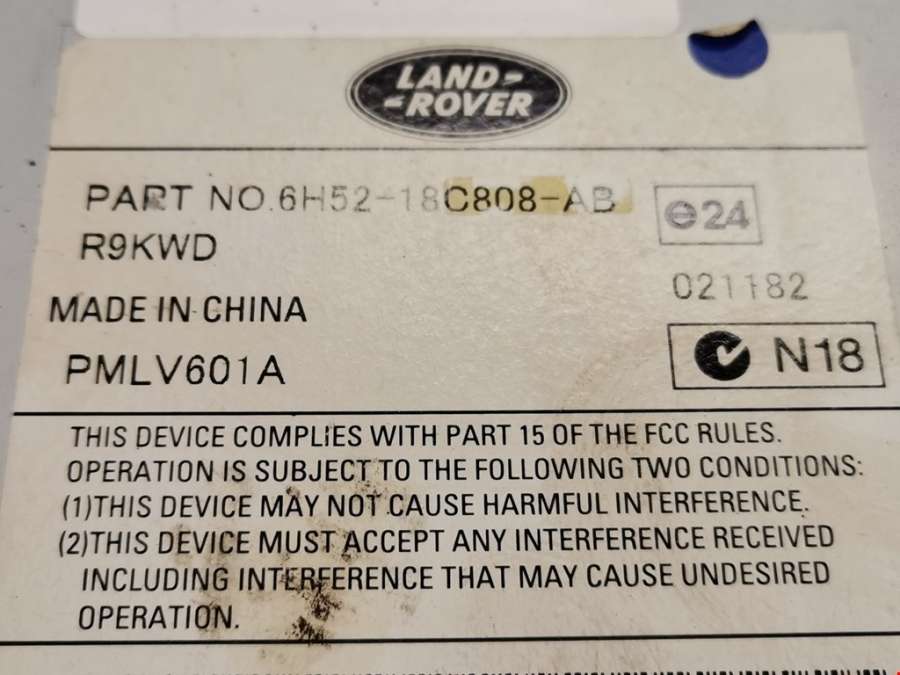 LAND-
-ROVER
PART NO.6H52-18C808-AB
e24
R9KWD
021182
MADE IN CHINA
N18
PMLV601A
THIS DEVICE COMPLIES WITH PART 15 OF THE FCC RULES.
OPERATION IS SUBJECT TO THE FOLLOWING TWO CONDITIONS:
(1)THIS DEVICE MAY NOT CAUSE HARMFUL INTERFERENCE.
(2)THIS DEVICE MUST ACCEPT ANY INTERFERENCE RECEIVED
INCLUDING INTERFERENCE THAT MAY CAUSE UNDESIRED
OPERATION.